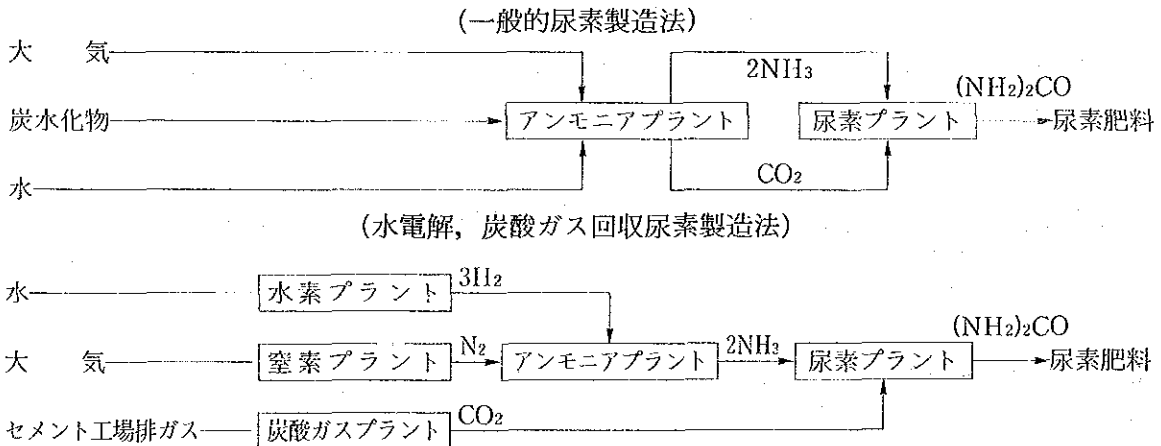 (一般的尿素製造法)
大 気
2NH3
(NH2)2CO
炭水化物 アンモニアプラント 尿素プラント 尿素肥料
水
CO2
(水電解, 炭酸ガス回収尿素製造法)
水 水素プラント 3H2
(NH2)2CO
大 気 窒素プラント N2 アンモニアプラント 2NH3 尿素プラント 尿素肥料
セメント工場排ガス 炭酸ガスプラント CO2